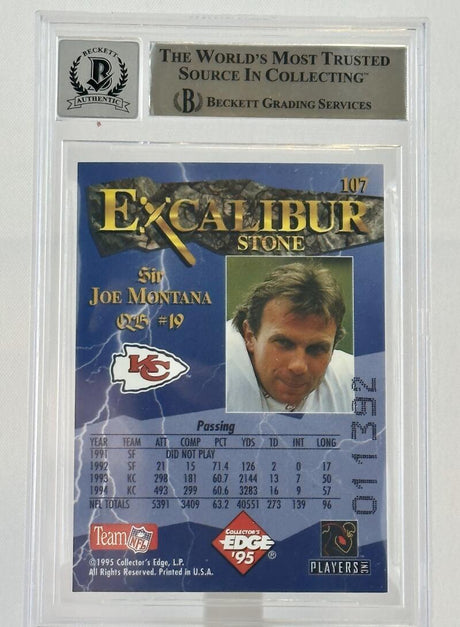 BECKETT
B
AUTHENTIC
THE WORLD'S MOST TRUSTED
SOURCE IN COLLECTING™
B BECKETT GRADING SERVICES
107
EXCALIBUR
STONE
Sir
JOE MONTANA
QB #19
KC
Passing
YEAR TEAM ATT COMP PCT YDS TD INT LONG
1991 SF DID NOT PLAY
1992 SF 21 15 71.4 126 2 0 17
1993 KC 298 181 60.7 2144 13 7 50
1994 KC 493 299 60.6 3283 16 9 57
NFL TOTALS 5391 3409 63.2 40551 273 139 96
011392
Team NFL
©1995 Collector's Edge, L.P.
All Rights Reserved. Printed in U.S.A.
COLLECTOR'S
EDGE ®
'95
PLAYERS INC